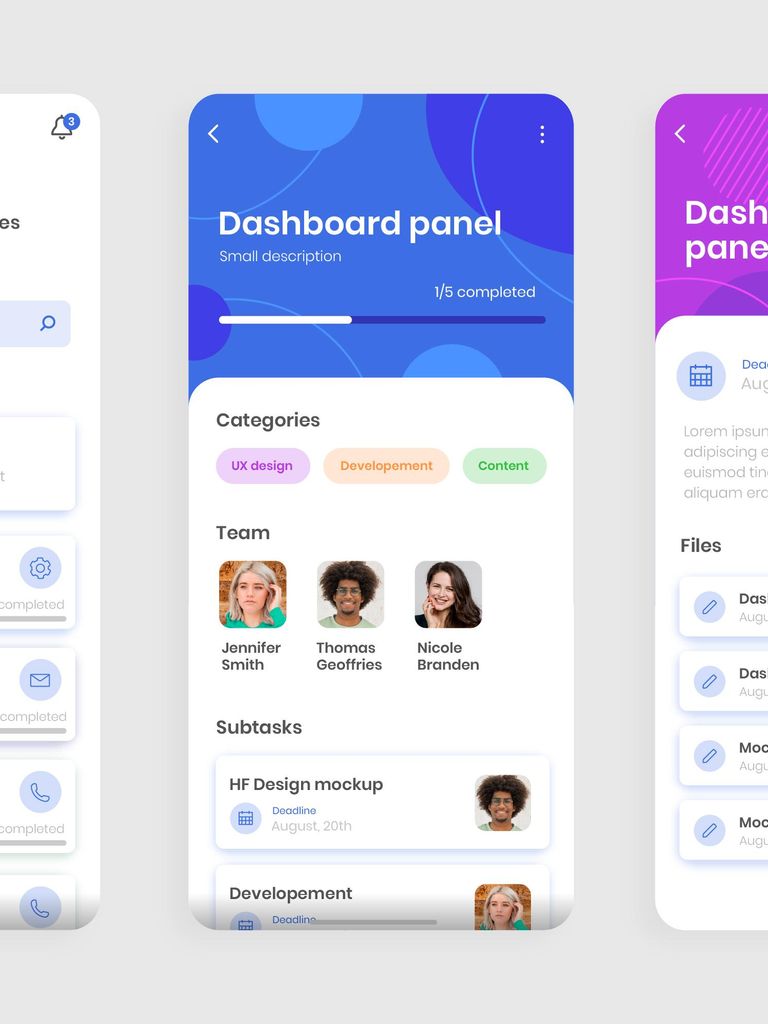 3
es
t
completed
completed
completed
Dashboard panel
Small description
1/5 completed
Categories
UX design
Developement
Content
Team
Jennifer
Smith
Thomas
Geoffries
Nicole
Branden
Subtasks
HF Design mockup
Deadline
August, 20th
Developement
Deadline
Dash
pane
Dead
Aug
Lorem ipsum
adipiscing e
euismod tin
aliquam era
Files
Das
Augu
Das
Augu
Moc
Augu
Moc
Augu